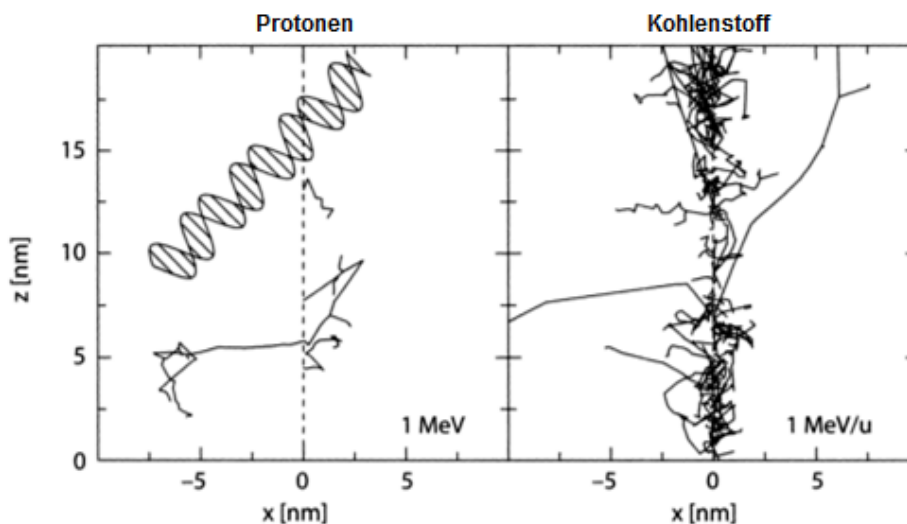 Protonen
Kohlenstoff
z [nm]
15
10
5
0
1 MeV
1 MeV/u
−5
0
5
−5
0
5
x [nm]
x [nm]